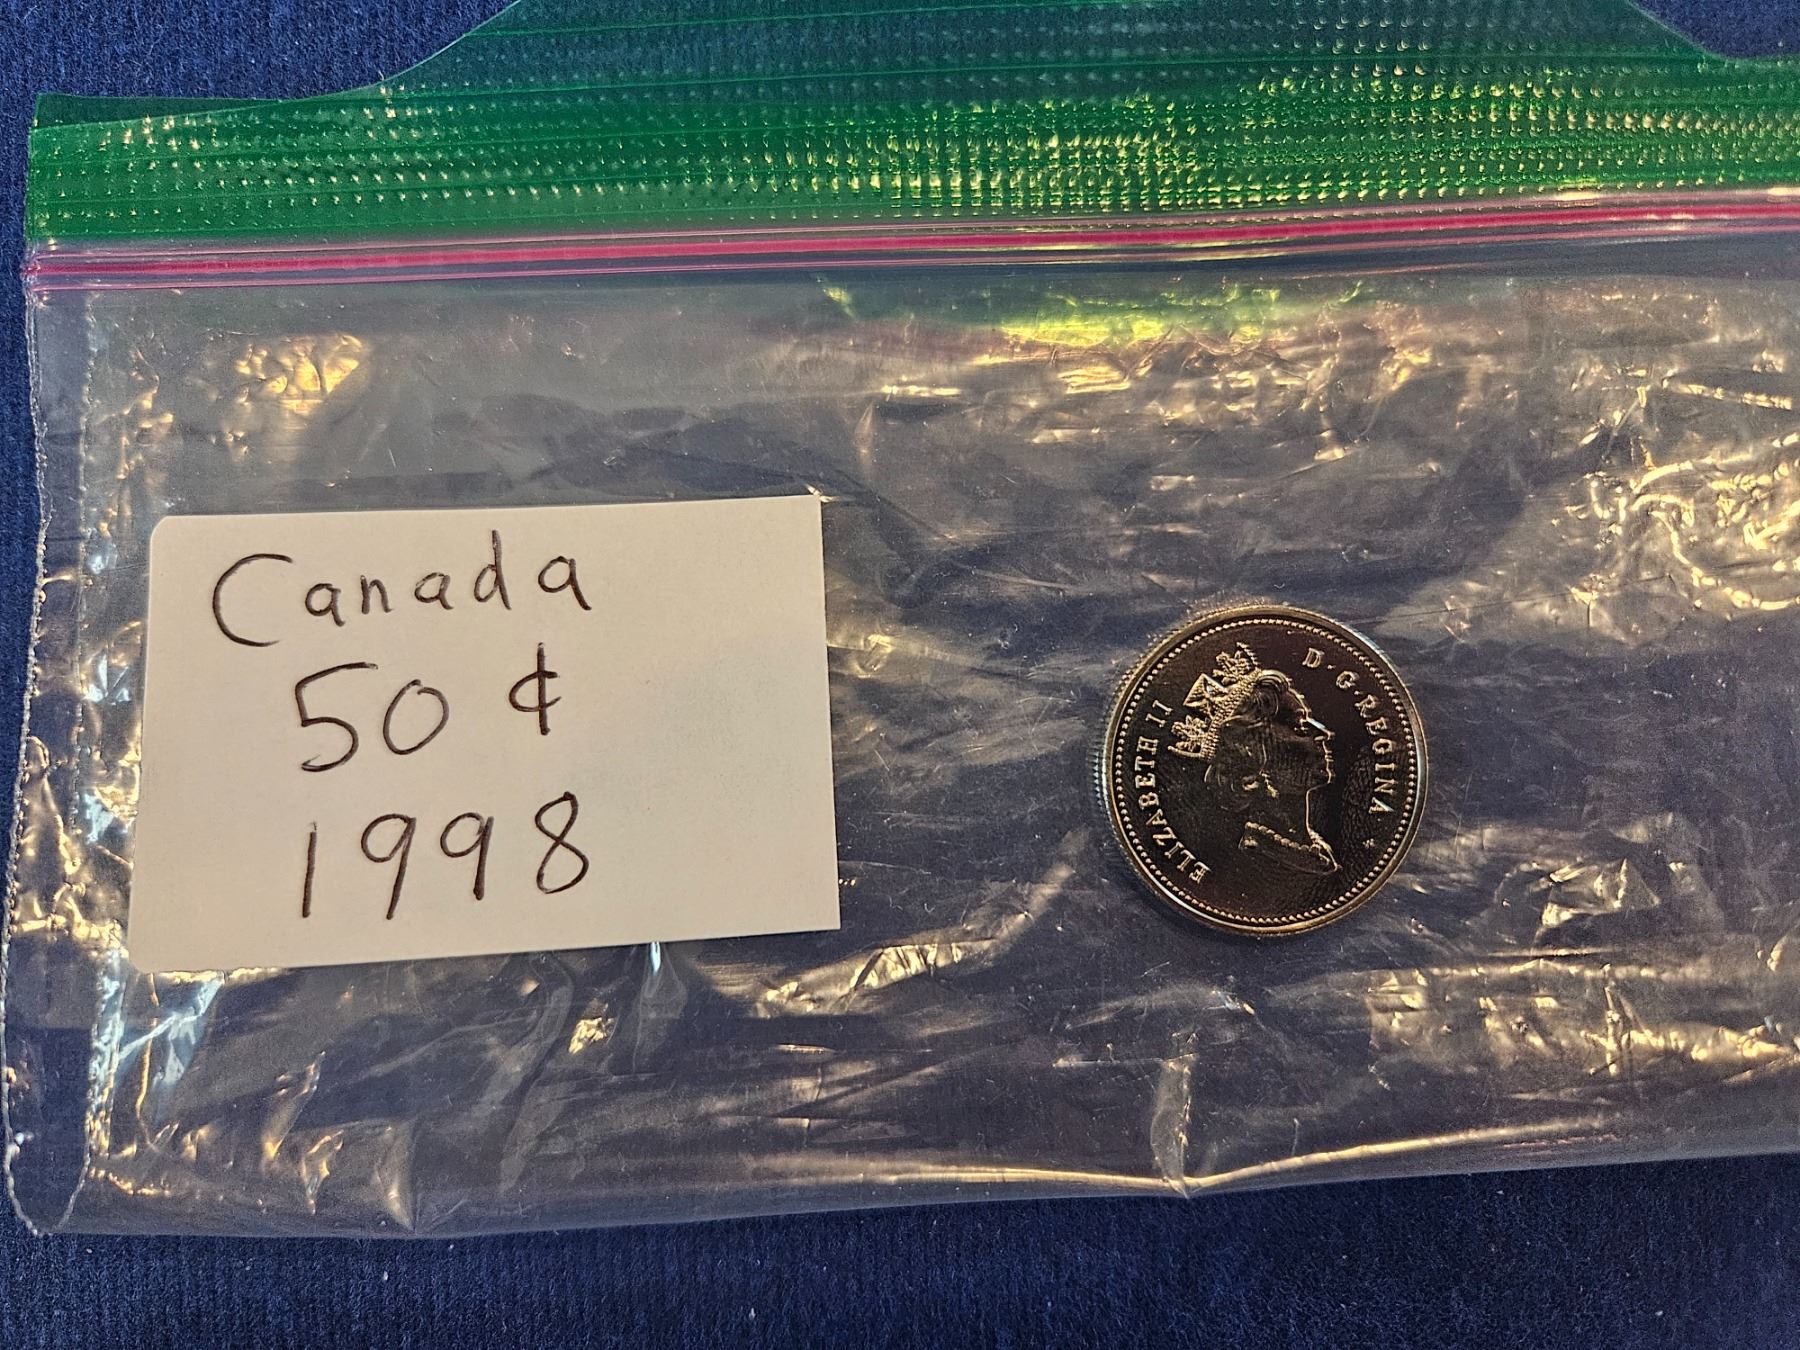 Canada
50 ¢
1998
ELIZABETH II D·G·REGINA